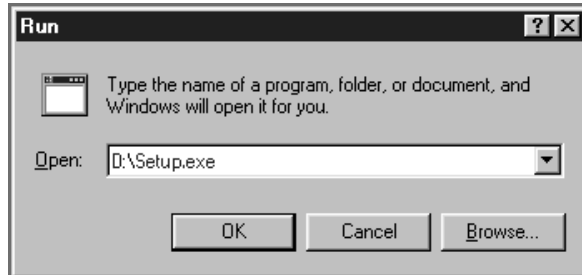 Run
Type the name of a program, folder, or document, and
Windows will open it for you.
Open: D:\Setup.exe
OK Cancel Browse...